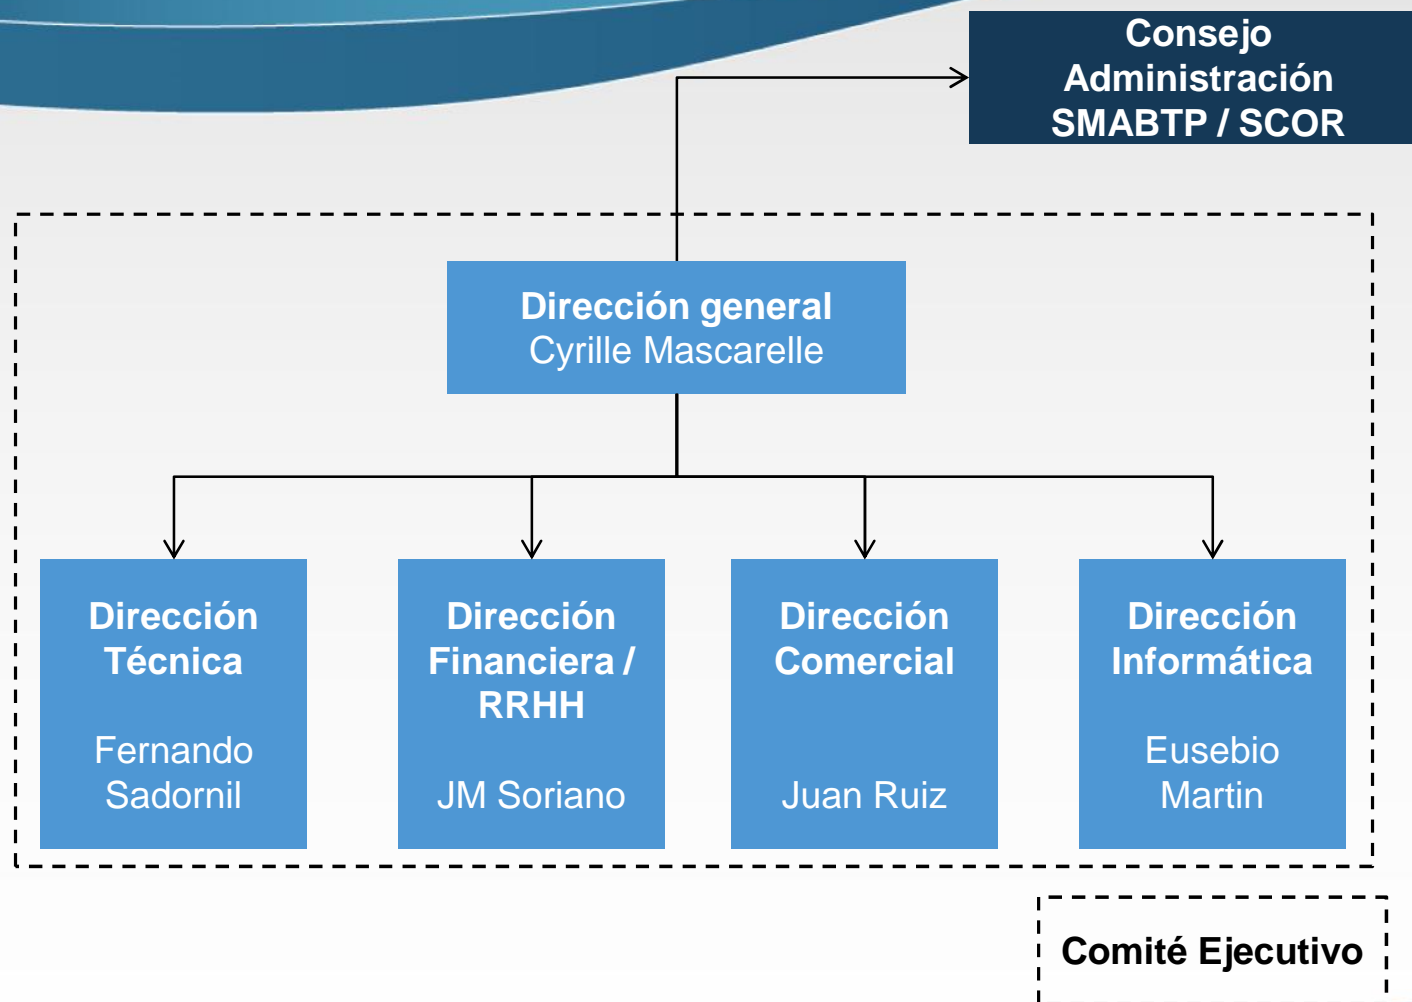 Consejo
Administración
SMABTP / SCOR
Dirección general
Cyrille Mascarelle
Dirección
Técnica
Fernando
Sadornil
Dirección
Financiera /
RRHH
JM Soriano
Dirección
Comercial
Juan Ruiz
Dirección
Informática
Eusebio
Martin
Comité Ejecutivo